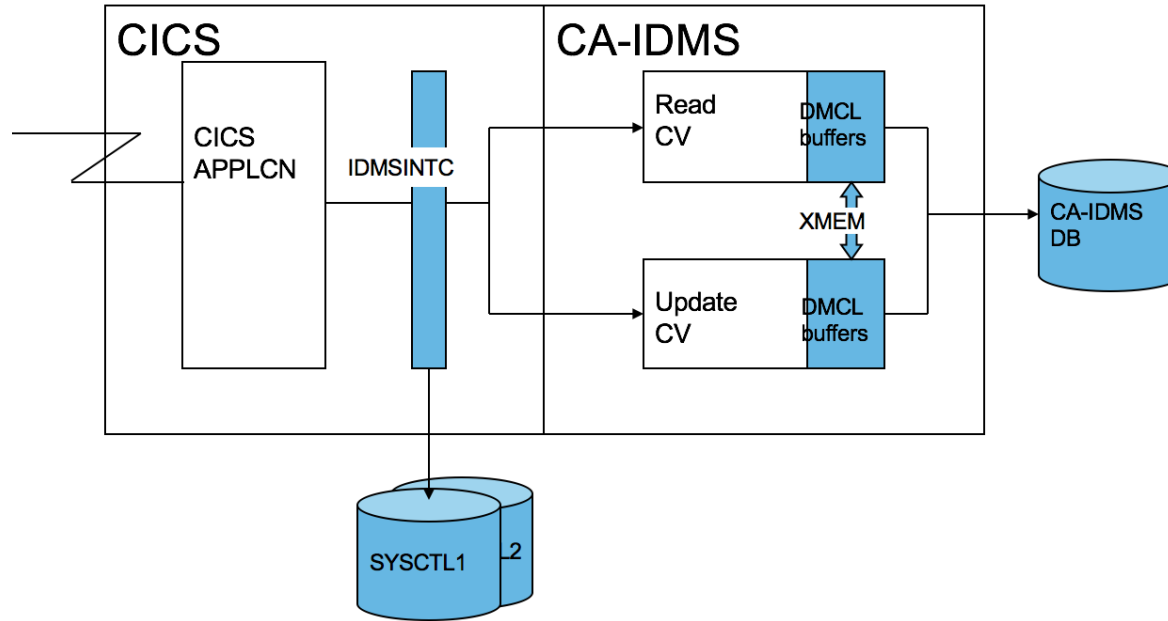 CICS
CA-IDMS
CICS
APPLCN
IDMSINTC
Read
CV
DMCL
buffers
XMEM
Update
CV
DMCL
buffers
CA-IDMS
DB
SYSCTL1
L2